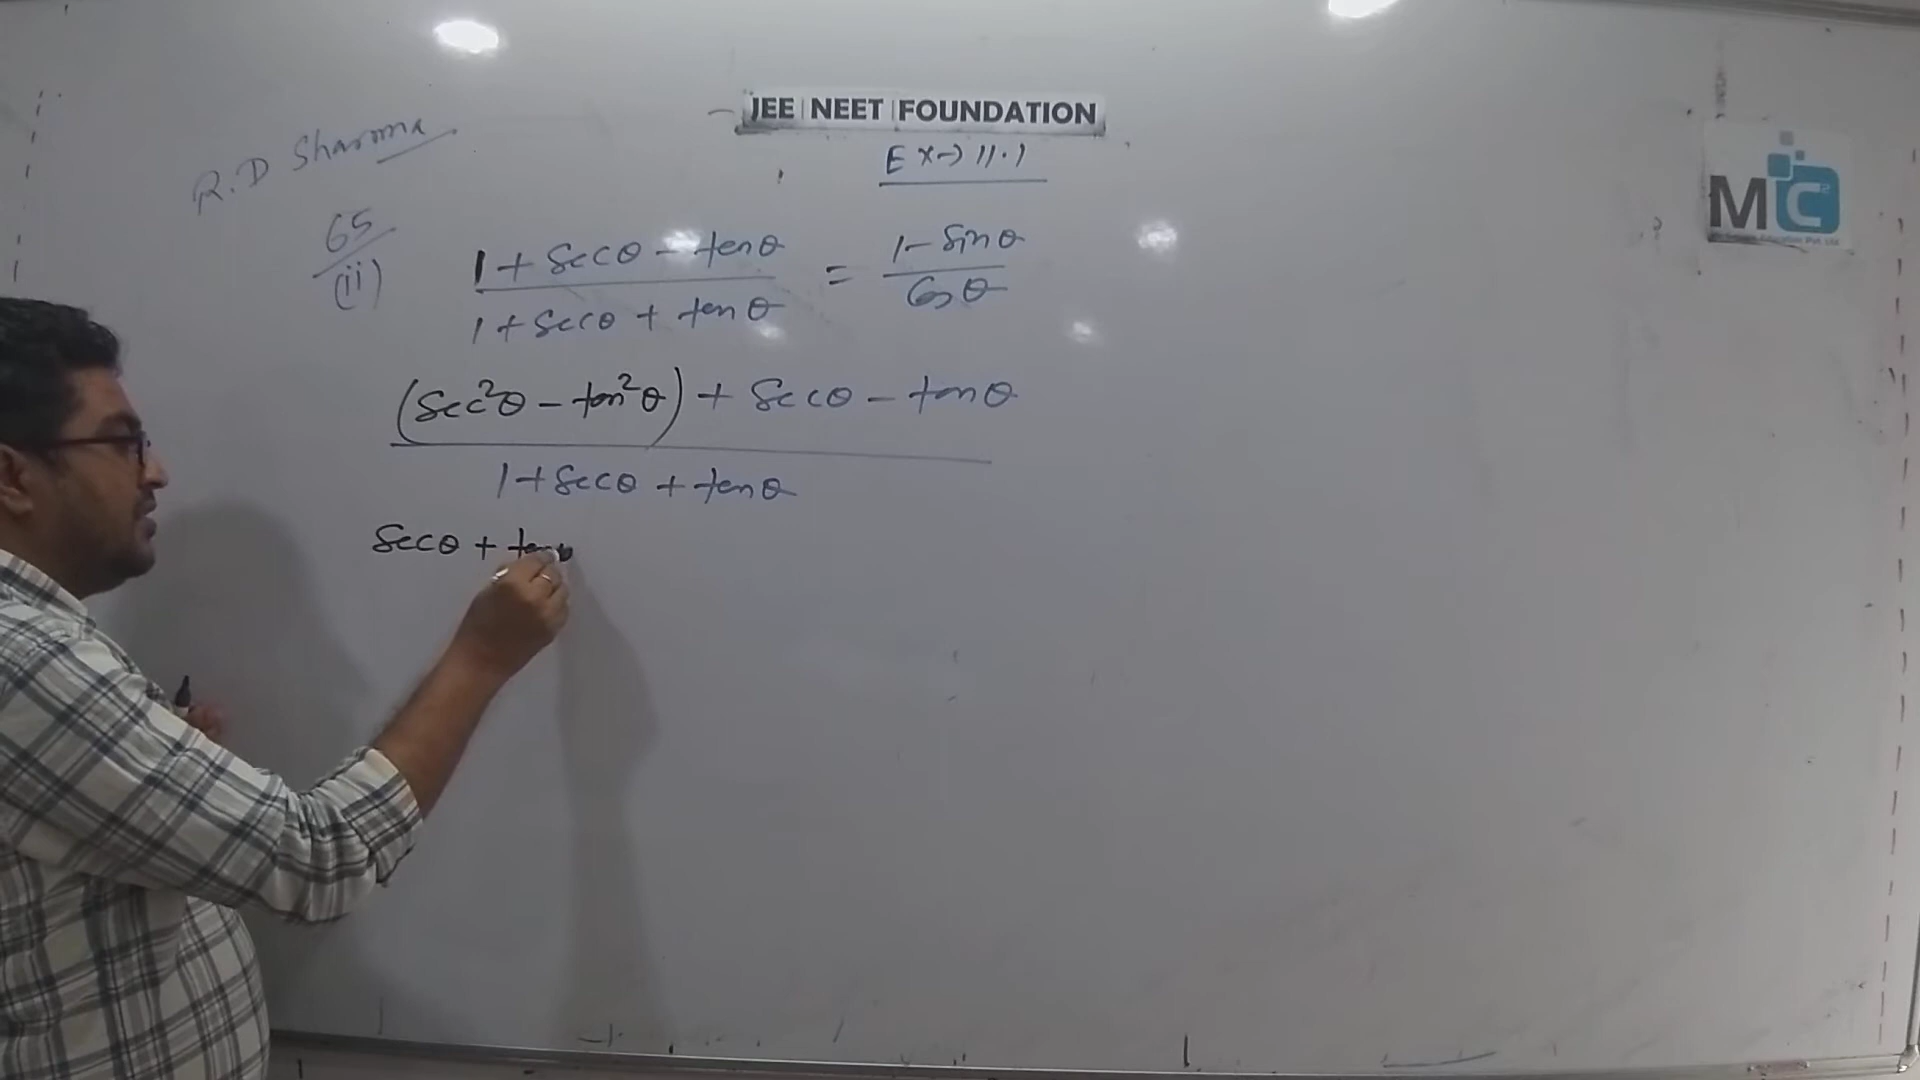 JEE | NEET | FOUNDATION
Ex→ 11.1
R.D Sharma
65
(ii)
1 + Secθ − tanθ / 1 + Secθ + tanθ = 1 − Sinθ / Cosθ
(Sec²θ − tan²θ) + Secθ − tanθ
1 + Secθ + tanθ
Secθ + tan
MC²